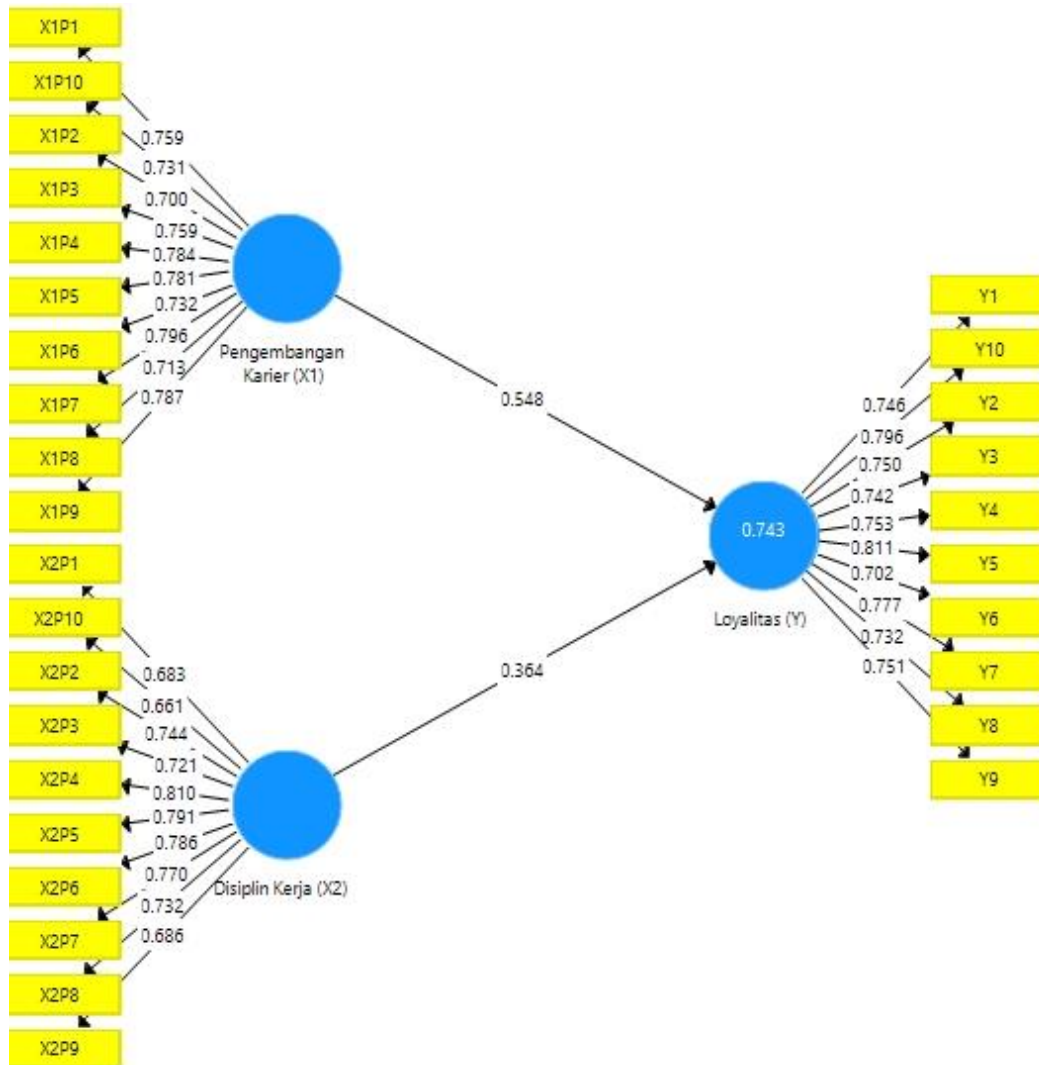 X1P1
X1P10
X1P2
X1P3
X1P4
X1P5
X1P6
X1P7
X1P8
X1P9
0.759
0.731
0.700
0.759
0.784
0.781
0.732
0.796
0.713
0.787
Pengembangan
Karier (X1)
0.548
X2P1
X2P10
X2P2
X2P3
X2P4
X2P5
X2P6
X2P7
X2P8
X2P9
0.683
0.661
0.744
0.721
0.810
0.791
0.786
0.770
0.732
0.686
Disiplin Kerja (X2)
0.364
0.743
Loyalitas (Y)
0.746
0.796
0.750
0.742
0.753
0.811
0.702
0.777
0.732
0.751
Y1
Y10
Y2
Y3
Y4
Y5
Y6
Y7
Y8
Y9